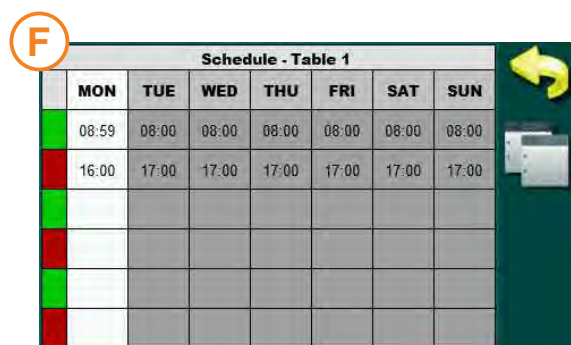 F
Schedule - Table 1
MON TUE WED THU FRI SAT SUN
08:59 08:00 08:00 08:00 08:00 08:00 08:00
16:00 17:00 17:00 17:00 17:00 17:00 17:00